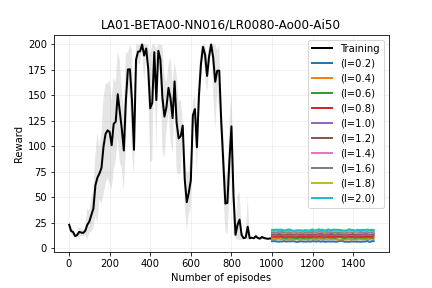 LA01-BETA00-NN016/LR0080-Ao00-Ai50
Reward
200
175
150
125
100
75
50
25
0
0 200 400 600 800 1000 1200 1400
Number of episodes
Training
(l=0.2)
(l=0.4)
(l=0.6)
(l=0.8)
(l=1.0)
(l=1.2)
(l=1.4)
(l=1.6)
(l=1.8)
(l=2.0)